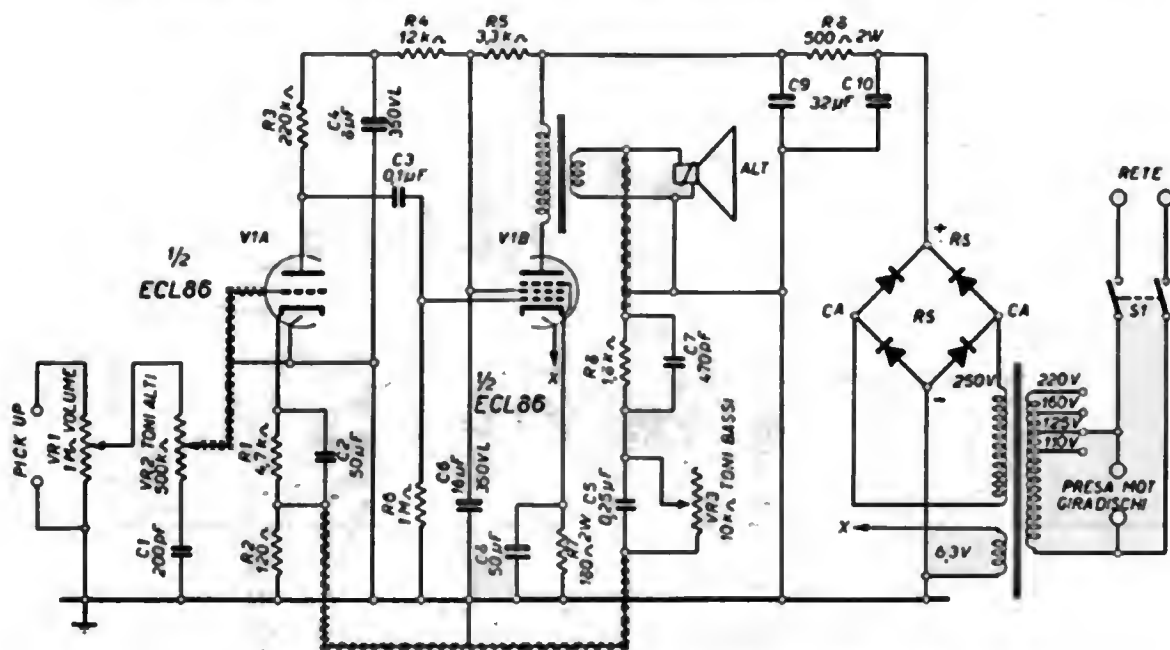 R4
12kΩ
R5
3,3kΩ
R8
500Ω 2W
R3
220kΩ
C4
8µF
350VL
C3
0,1µF
C9
C10
32µF
ALT
RETE
V1A
V1B
1/2
ECL86
+ RS
CA
RS
CA
S1
x
1/2
ECL86
R8
1,8kΩ
C7
470pF
250V
-
220V
160V
125V
110V
PICK UP
VR1
1MΩ VOLUME
VR2 TONI ALTI
500kΩ
R1
4,7kΩ
C2
50µF
R6
1MΩ
C6
16µF
350VL
C5
0,25µF
VR3
10kΩ TONI BASSI
PRESA MOT
GIRADISCHI
X
6,3V
C1
200pf
R2
120Ω
50µF
180Ω 2W